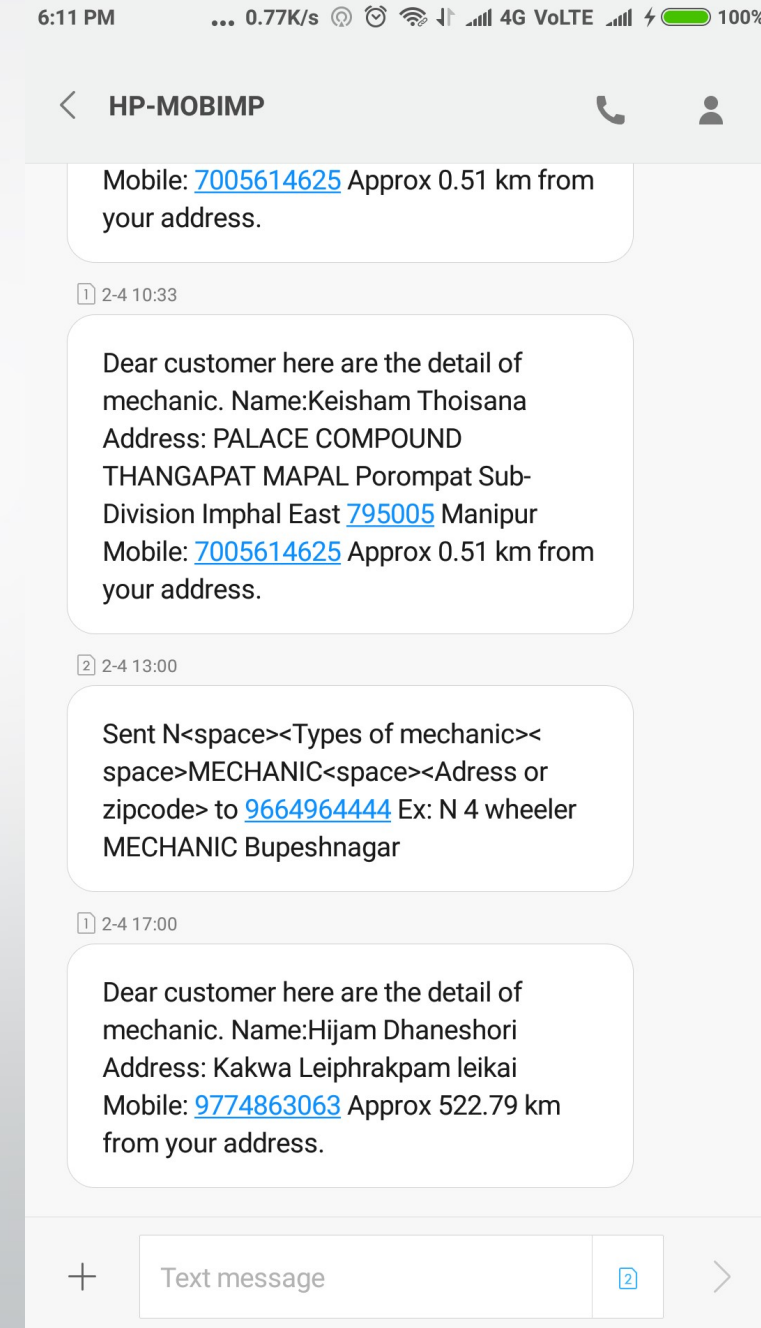 6:11 PM ... 0.77K/s 4G VoLTE 100%
HP-MOBIMP
Mobile: 7005614625 Approx 0.51 km from
your address.
1 2-4 10:33
Dear customer here are the detail of
mechanic. Name:Keisham Thoisana
Address: PALACE COMPOUND
THANGAPAT MAPAL Porompat Sub-
Division Imphal East 795005 Manipur
Mobile: 7005614625 Approx 0.51 km from
your address.
2 2-4 13:00
Sent N<space><Types of mechanic><
space>MECHANIC<space><Adress or
zipcode> to 9664964444 Ex: N 4 wheeler
MECHANIC Bupeshnagar
1 2-4 17:00
Dear customer here are the detail of
mechanic. Name:Hijam Dhaneshori
Address: Kakwa Leiphrakpam leikai
Mobile: 9774863063 Approx 522.79 km
from your address.
Text message 2